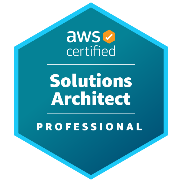 aws
certified
Solutions
Architect
PROFESSIONAL